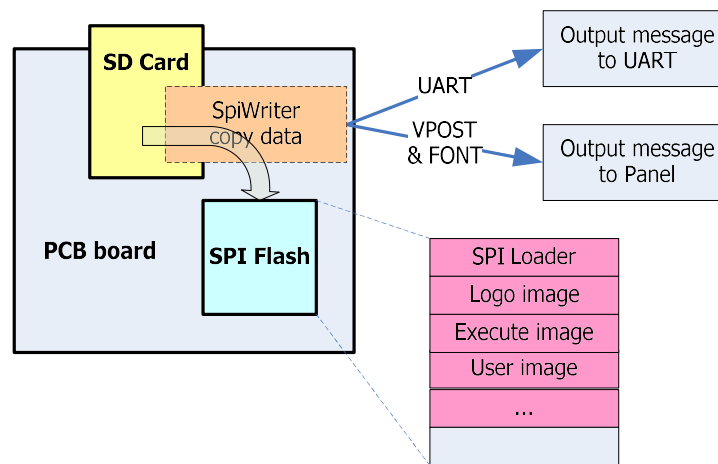 SD Card
SpiWriter
copy data
UART
VPOST
& FONT
Output message
to UART
Output message
to Panel
PCB board
SPI Flash
SPI Loader
Logo image
Execute image
User image
...